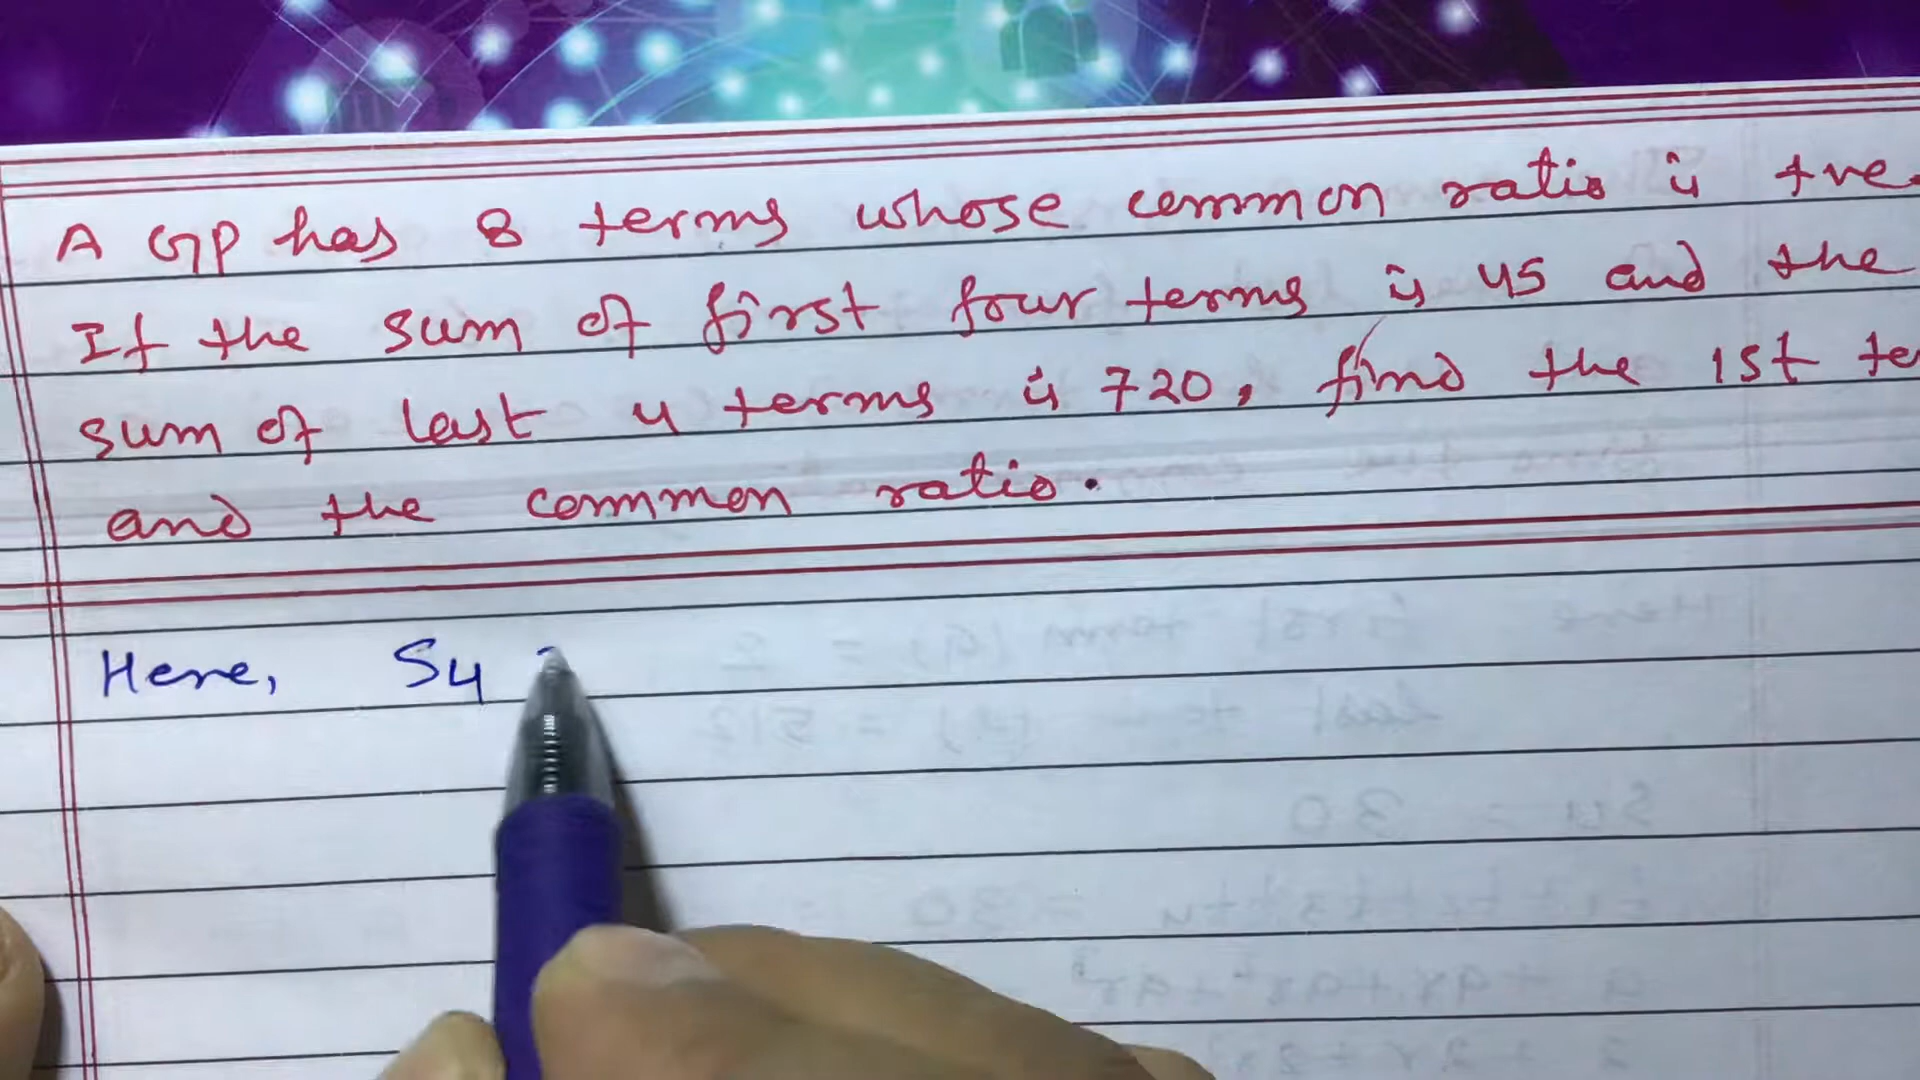 A GP has 8 terms whose common ratio is +ve.
If the sum of first four terms is 45 and the
sum of last 4 terms is 720, find the 1st te
and the common ratio.
Here, S4